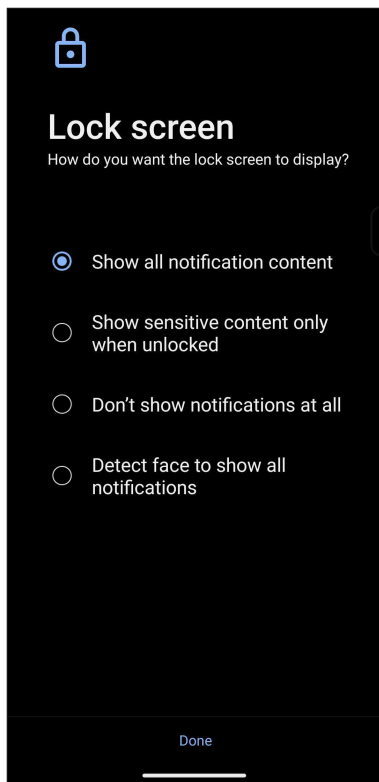 Lock screen
How do you want the lock screen to display?
Show all notification content
Show sensitive content only
when unlocked
Don't show notifications at all
Detect face to show all
notifications
Done